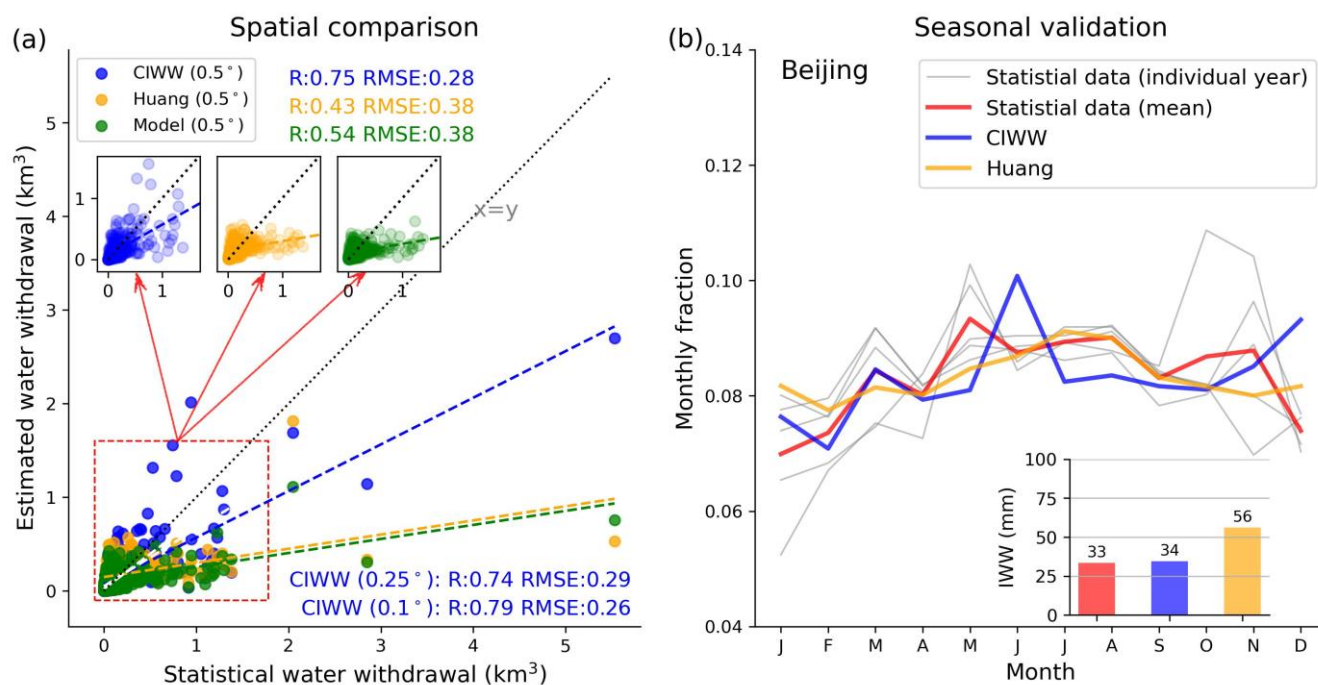 (a)
Spatial comparison
CIWW (0.5°)
Huang (0.5°)
Model (0.5°)
R:0.75 RMSE:0.28
R:0.43 RMSE:0.38
R:0.54 RMSE:0.38
1
0
0 1
0 1
0 1
x=y
5
4
3
2
1
0
Estimated water withdrawal (km³)
CIWW (0.25°): R:0.74 RMSE:0.29
CIWW (0.1°): R:0.79 RMSE:0.26
0 1 2 3 4 5
Statistical water withdrawal (km³)
(b)
Seasonal validation
Beijing
Statistial data (individual year)
Statistial data (mean)
CIWW
Huang
0.14
0.12
0.10
0.08
0.06
0.04
Monthly fraction
100
75
50
25
0
IWW (mm)
33
34
56
J F M A M J J A S O N D
Month